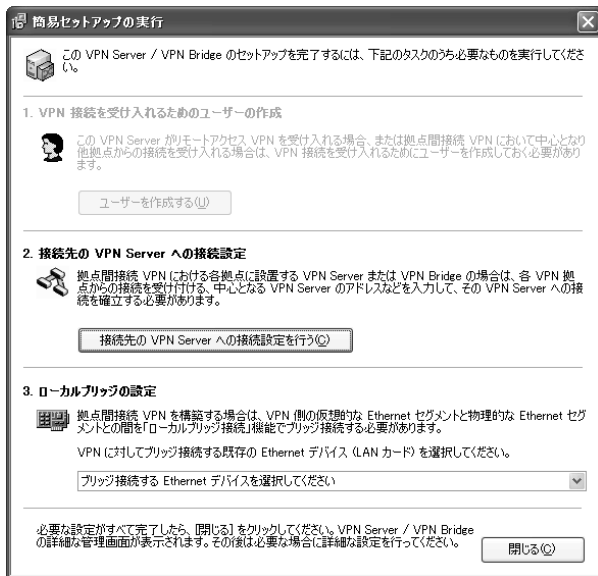 簡易セットアップの実行
この VPN Server / VPN Bridge のセットアップを完了するには、下記のタスクのうち必要なものを実行してくださ
い。
1. VPN 接続を受け入れるためのユーザーの作成
この VPN Server がリモートアクセス VPN を受け入れる場合、または拠点間接続 VPN において中心となり
他拠点からの接続を受け入れる場合は、VPN 接続を受け入れるためにユーザーを作成しておく必要があり
ます。
ユーザーを作成する(U)
2. 接続先の VPN Server への接続設定
拠点間接続 VPN における各拠点に設置する VPN Server または VPN Bridge の場合は、各 VPN 拠
点からの接続を受け付ける、中心となる VPN Server のアドレスなどを入力して、その VPN Server への接
続を確立する必要があります。
接続先の VPN Server への接続設定を行う(C)
3. ローカルブリッジの設定
拠点間接続 VPN を構築する場合は、VPN 側の仮想的な Ethernet セグメントと物理的な Ethernet セグ
メントとの間を「ローカルブリッジ接続」機能でブリッジ接続する必要があります。
VPN に対してブリッジ接続する既存の Ethernet デバイス (LAN カード) を選択してください。
ブリッジ接続する Ethernet デバイスを選択してください
必要な設定がすべて完了したら、[閉じる] をクリックしてください。VPN Server / VPN Bridge
の詳細な管理画面が表示されます。その後は必要な場合に詳細な設定を行ってください。
閉じる(C)